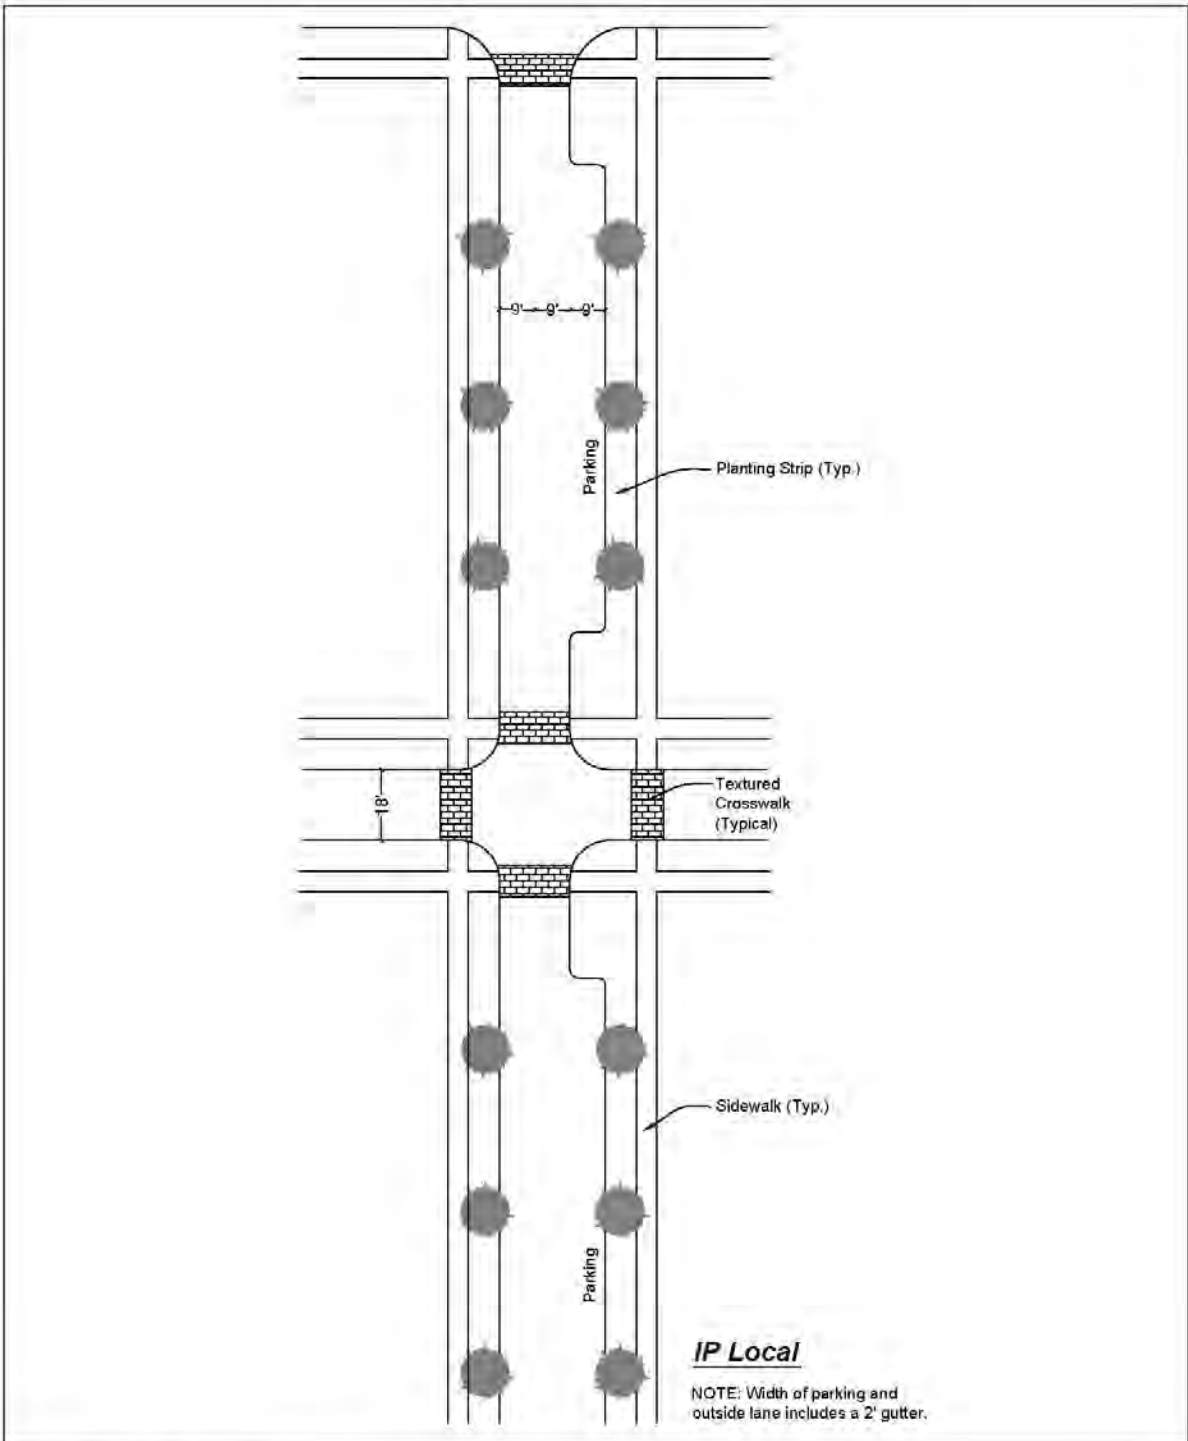 9' 9' 9'
Parking
Planting Strip (Typ.)
18'
Textured
Crosswalk
(Typical)
Sidewalk (Typ.)
Parking
IP Local
NOTE: Width of parking and
outside lane includes a 2' gutter.